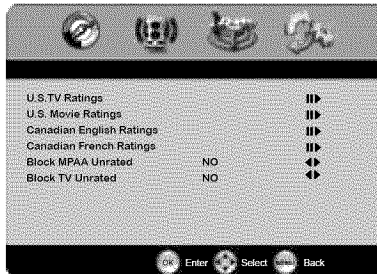 U.S.TV Ratings
U.S. Movie Ratings
Canadian English Ratings
Canadian French Ratings
Block MPAA Unrated NO
Block TV Unrated NO
OK Enter Select Back